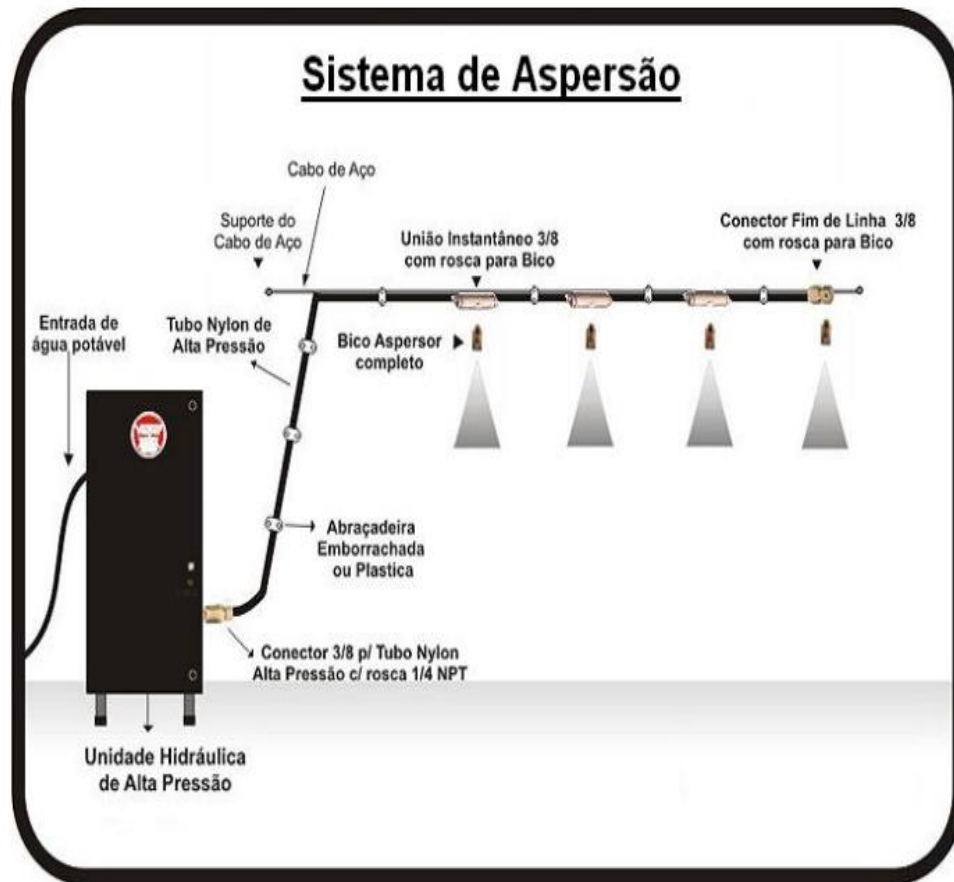 Sistema de Aspersão
Cabo de Aço
Suporte do
Cabo de Aço
União Instantâneo 3/8
com rosca para Bico
Conector Fim de Linha 3/8
com rosca para Bico
Entrada de
água potável
Tubo Nylon de
Alta Pressão
Bico Aspersor
completo
Abraçadeira
Emborrachada
ou Plastica
Conector 3/8 p/ Tubo Nylon
Alta Pressão c/ rosca 1/4 NPT
Unidade Hidráulica
de Alta Pressão